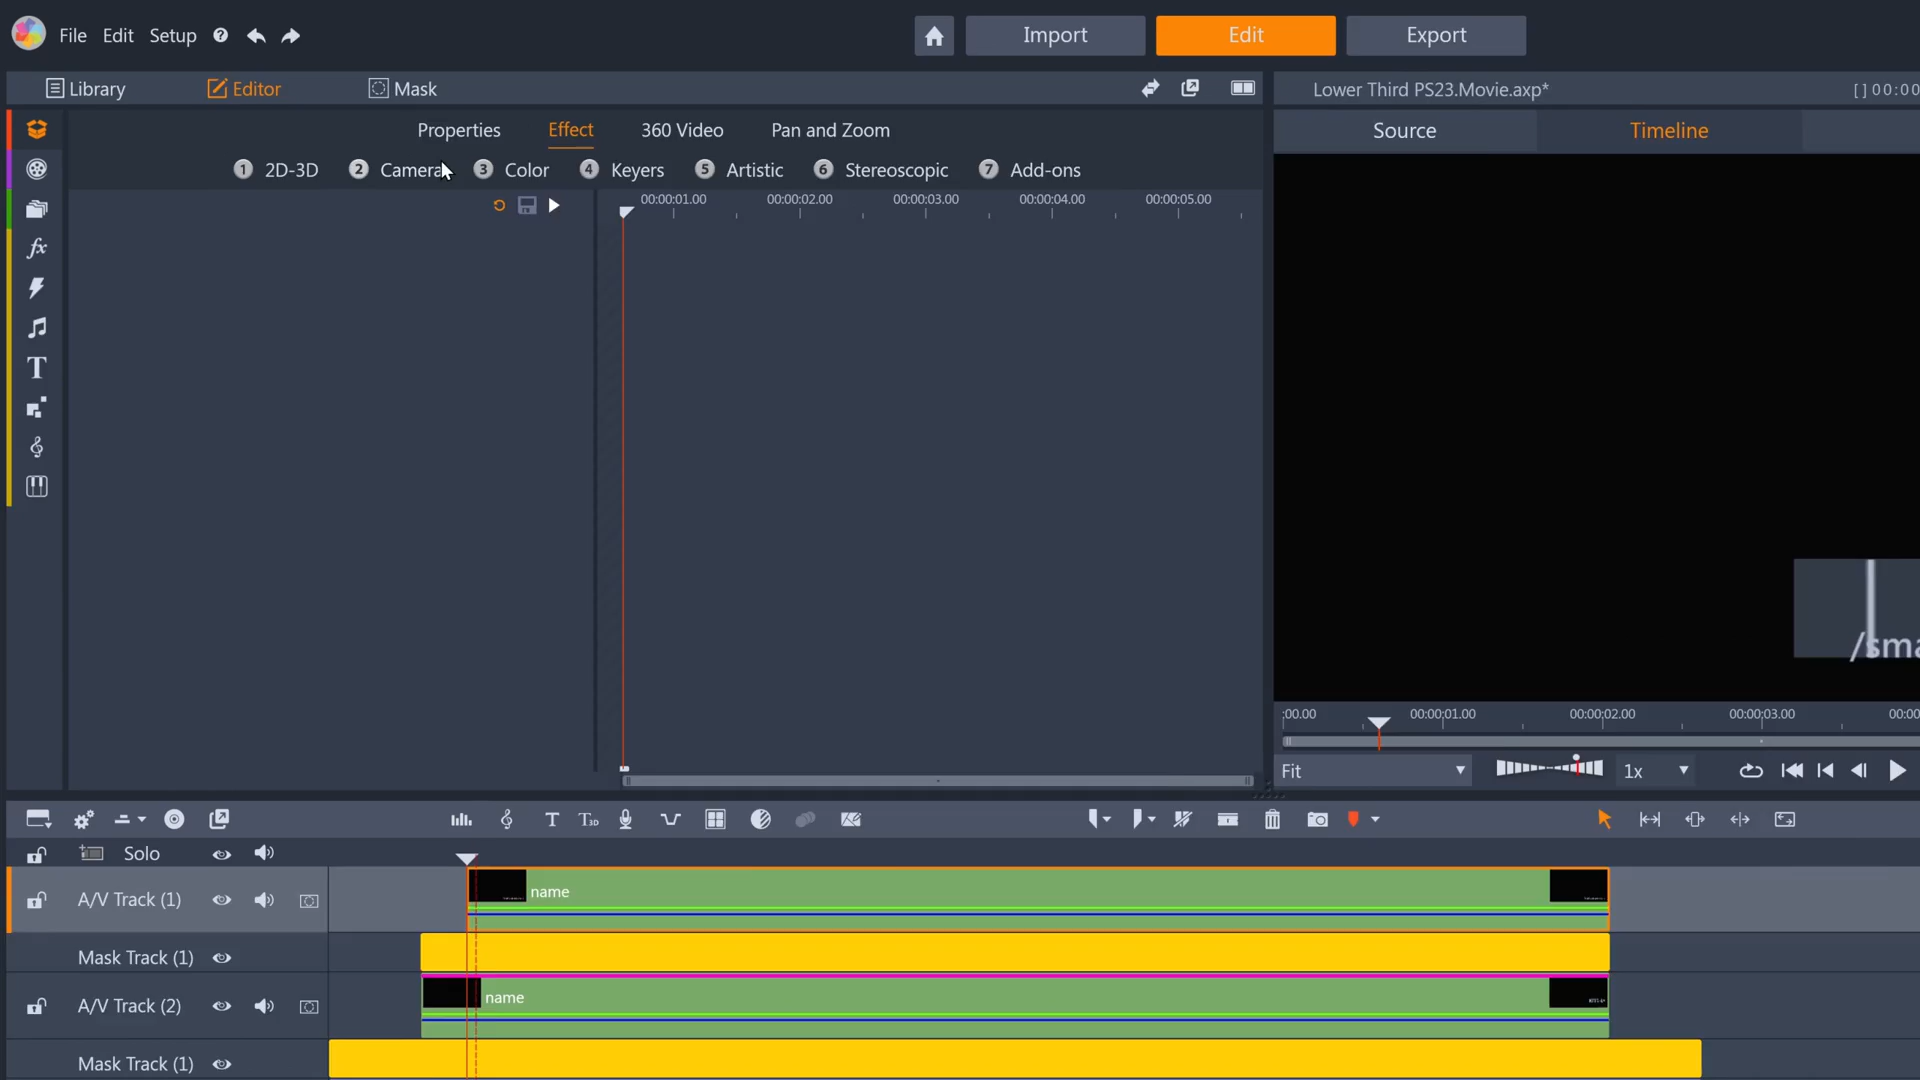 File Edit Setup
Import Edit Export
Library Editor Mask
Lower Third PS23.Movie.axp*
[ ] 00:00
Properties Effect 360 Video Pan and Zoom
Source Timeline
1 2D-3D 2 Camera 3 Color 4 Keyers 5 Artistic 6 Stereoscopic 7 Add-ons
00:00:01.00 00:00:02.00 00:00:03.00 00:00:04.00 00:00:05.00
fx
T
/sma
;00.00 00:00;01.00 00:00;02.00 00:00;03.00 00:00
Fit 1x
T T3D
Solo
A/V Track (1) name
Mask Track (1)
A/V Track (2) name
Mask Track (1)